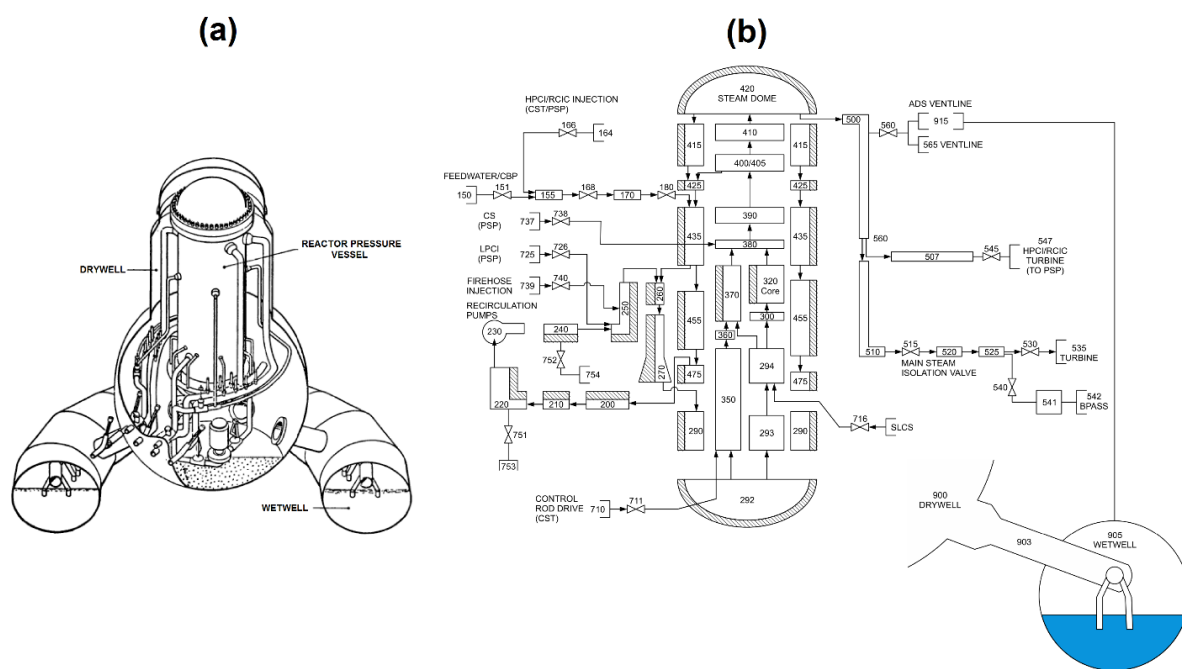 (a)
(b)
DRYWELL
REACTOR PRESSURE
VESSEL
WETWELL
420
STEAM DOME
HPCI/RCIC INJECTION
(CST/PSP)
166
164
410
415
415
400/405
500
560
ADS VENTLINE
915
565 VENTLINE
FEEDWATER/CBP
150
151
155
168
170
180
425
425
CS
(PSP)
737
738
390
435
435
380
LPCI
(PSP)
725
726
560
507
545
547
HPCI/RCIC
TURBINE
(TO PSP)
FIREHOSE
INJECTION
739
740
250
260
370
320
Core
300
RECIRCULATION
PUMPS
230
240
455
455
360
752
754
270
475
475
350
294
510
515
520
525
530
535
TURBINE
MAIN STEAM
ISOLATION VALVE
540
541
542
BPASS
220
210
200
290
293
290
716
SLCS
751
753
292
CONTROL
ROD DRIVE
(CST)
710
711
900
DRYWELL
903
905
WETWELL